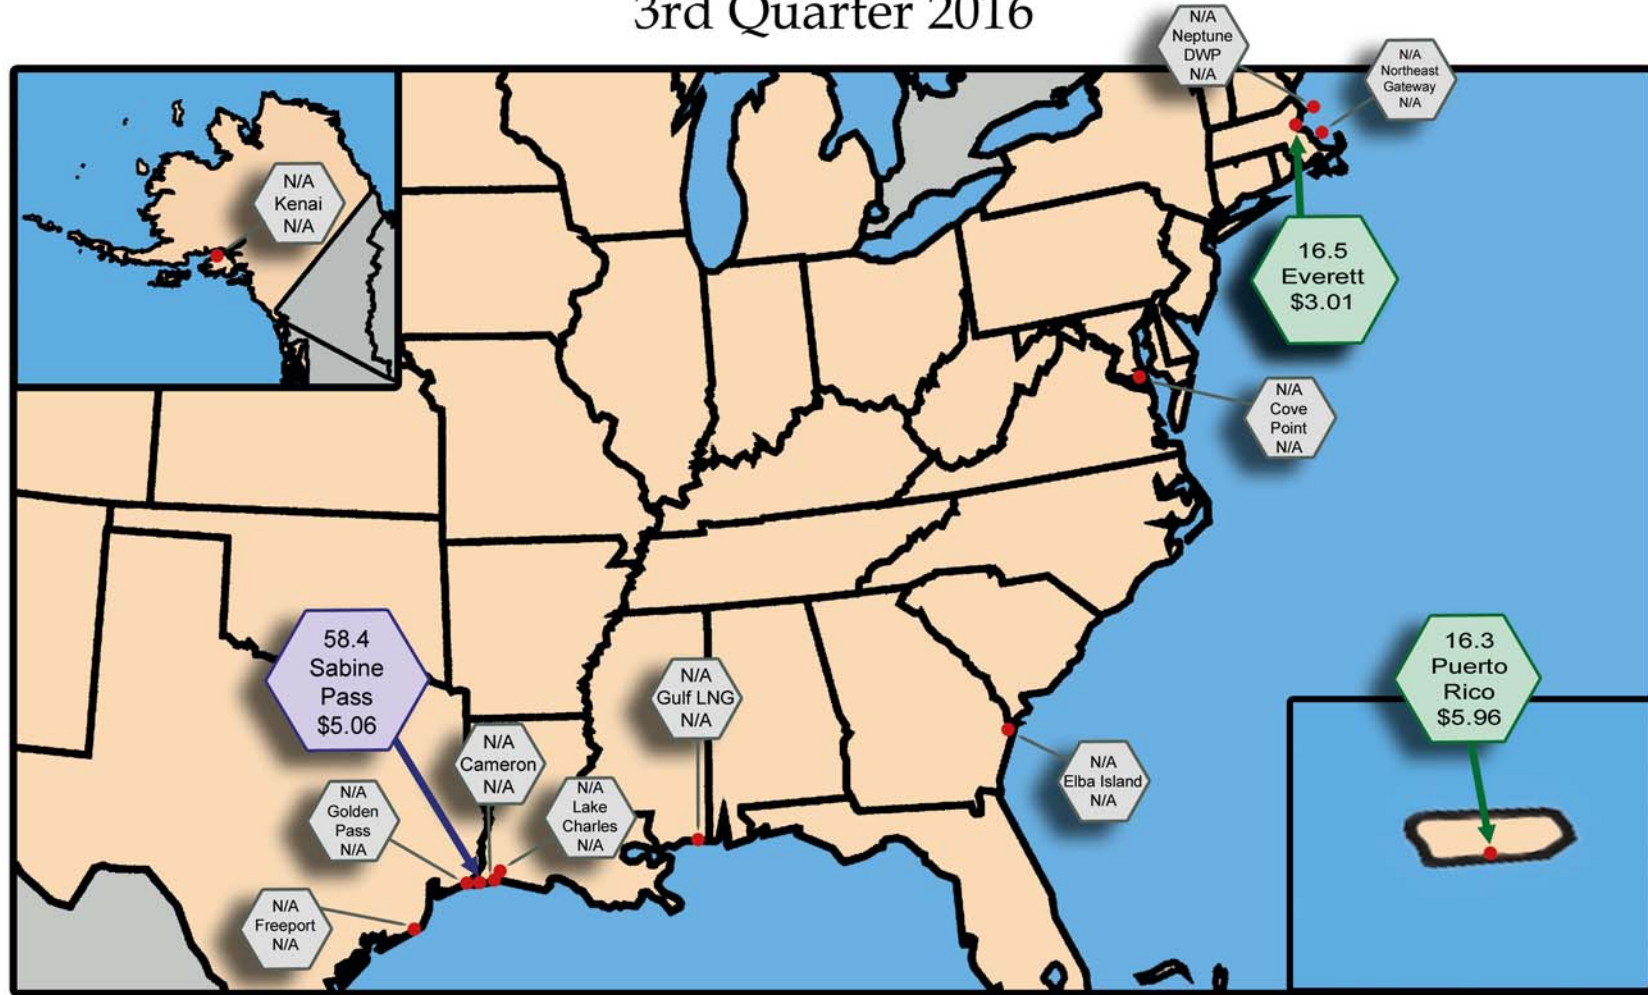 3rd Quarter 2016
N/A
Neptune
DWP
N/A
N/A
Northeast
Gateway
N/A
N/A
Kenai
N/A
16.5
Everett
$3.01
N/A
Cove
Point
N/A
58.4
Sabine
Pass
$5.06
N/A
Gulf LNG
N/A
16.3
Puerto
Rico
$5.96
N/A
Cameron
N/A
N/A
Golden
Pass
N/A
N/A
Lake
Charles
N/A
N/A
Elba Island
N/A
N/A
Freeport
N/A